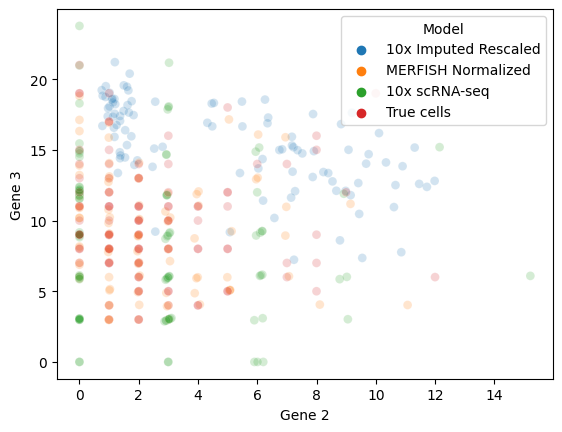 Model
10x Imputed Rescaled
MERFISH Normalized
10x scRNA-seq
True cells
20
15
10
5
0
Gene 3
0 2 4 6 8 10 12 14
Gene 2